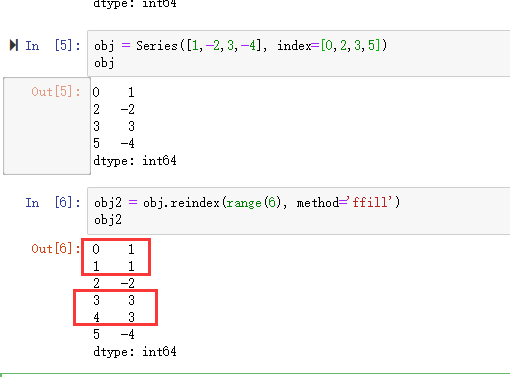 dtype: int64
In [5]: obj = Series([1,-2,3,-4], index=[0,2,3,5])
obj
Out[5]: 0    1
2   -2
3    3
5   -4
dtype: int64
In [6]: obj2 = obj.reindex(range(6), method='ffill')
obj2
Out[6]: 0    1
1    1
2   -2
3    3
4    3
5   -4
dtype: int64